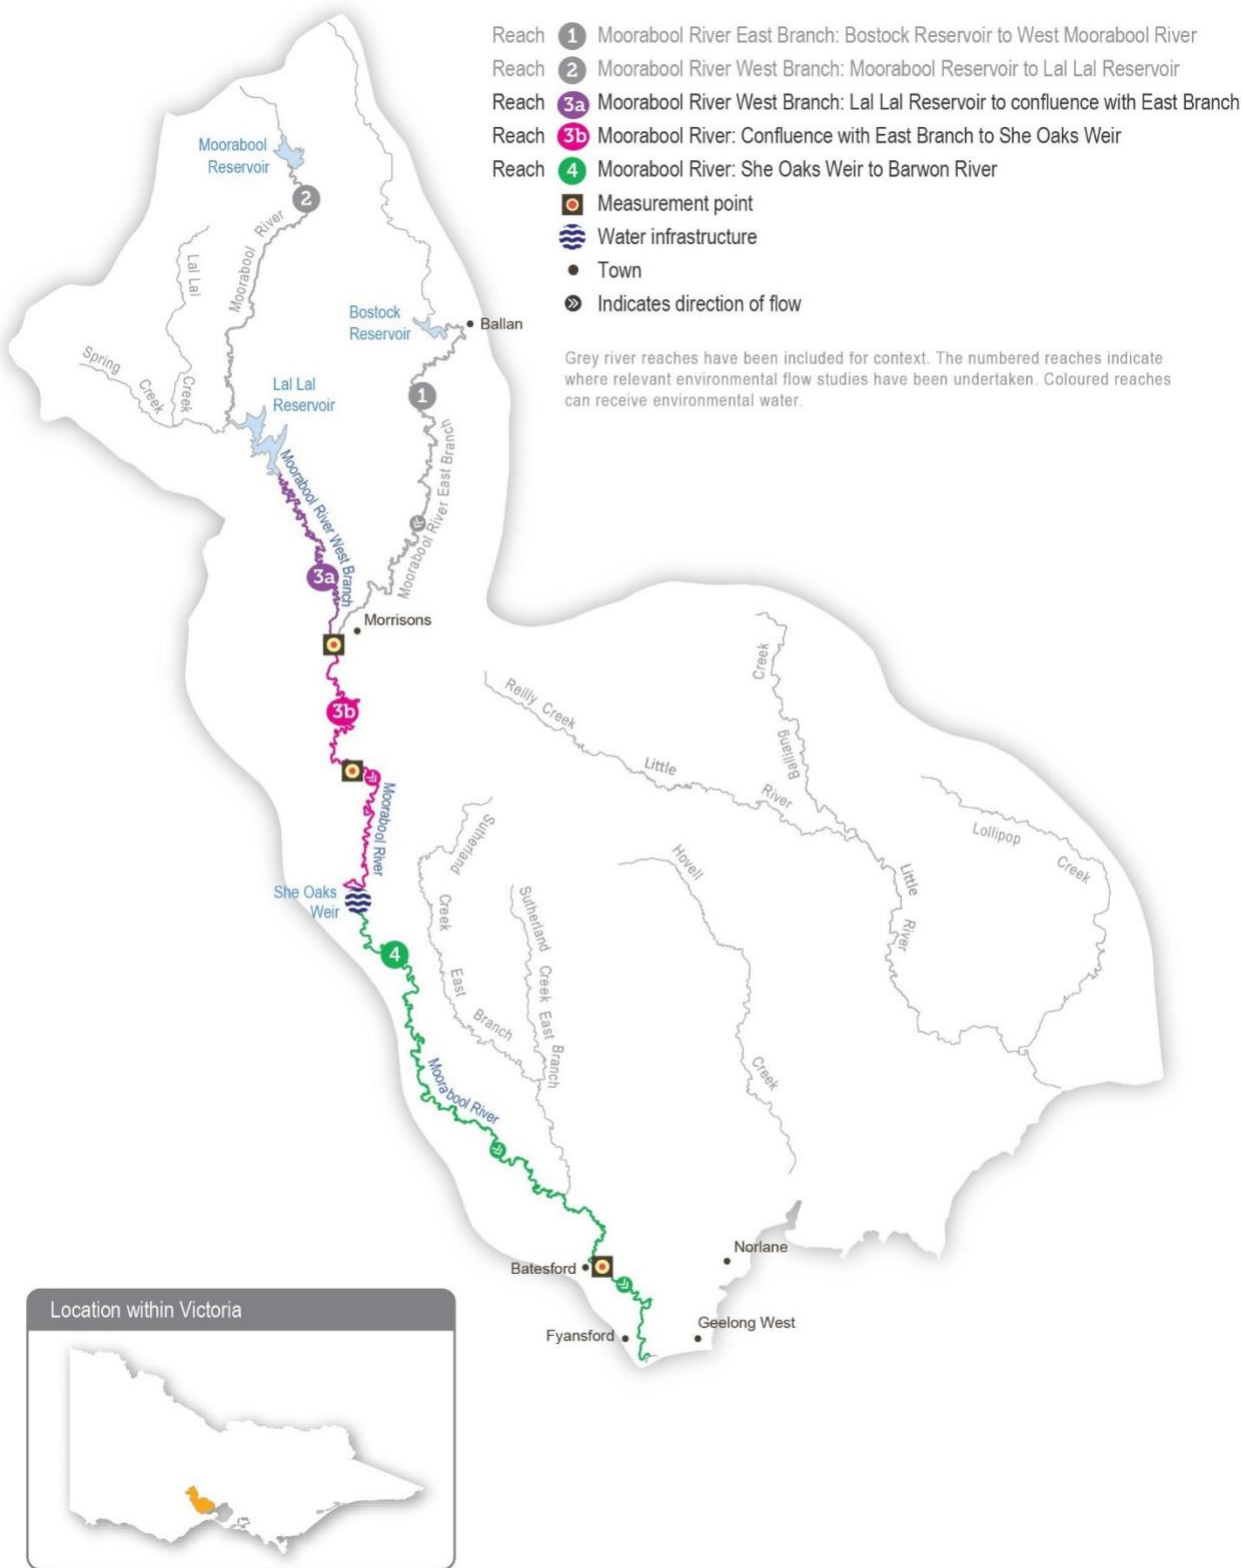 Reach 1 Moorabool River East Branch: Bostock Reservoir to West Moorabool River
Reach 2 Moorabool River West Branch: Moorabool Reservoir to Lal Lal Reservoir
Reach 3a Moorabool River West Branch: Lal Lal Reservoir to confluence with East Branch
Reach 3b Moorabool River: Confluence with East Branch to She Oaks Weir
Reach 4 Moorabool River: She Oaks Weir to Barwon River
Measurement point
Water infrastructure
Town
Indicates direction of flow
Grey river reaches have been included for context. The numbered reaches indicate
where relevant environmental flow studies have been undertaken. Coloured reaches
can receive environmental water.
Moorabool
Reservoir
2
Moorabool River
Lal Lal
Creek
Spring
Creek
Bostock
Reservoir
Ballan
Lal Lal
Reservoir
1
Moorabool River East Branch
Moorabool River West Branch
3a
Morrisons
3b
Moorabool River
Reilly Creek
Little
River
Creek
Balliang
Lollipop
Creek
Little
River
Sutherland
Creek
East
Branch
Sutherland Creek East Branch
Hovell
Creek
She Oaks
Weir
4
Moorabool River
Batesford
Norlane
Fyansford
Geelong West
Location within Victoria